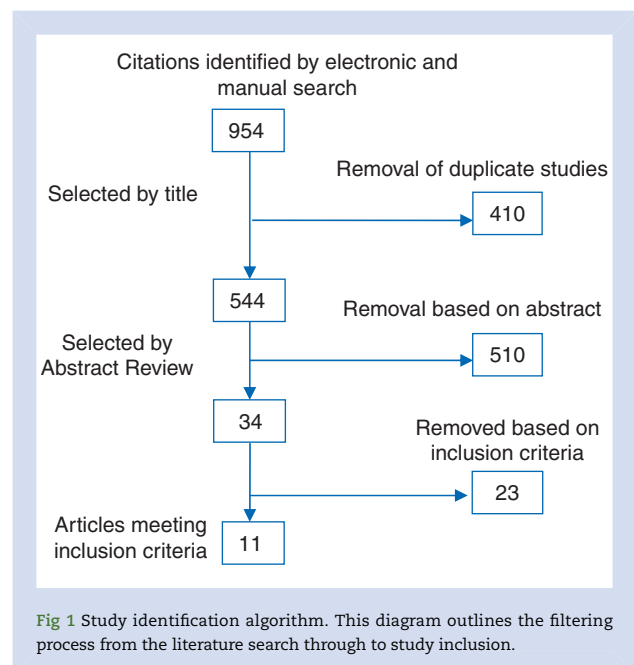 Citations identified by electronic and
manual search
954
Removal of duplicate studies
Selected by title
410
544
Removal based on abstract
Selected by
Abstract Review
510
34
Removed based on
inclusion criteria
23
Articles meeting
inclusion criteria
11
Fig 1 Study identification algorithm. This diagram outlines the filtering
process from the literature search through to study inclusion.